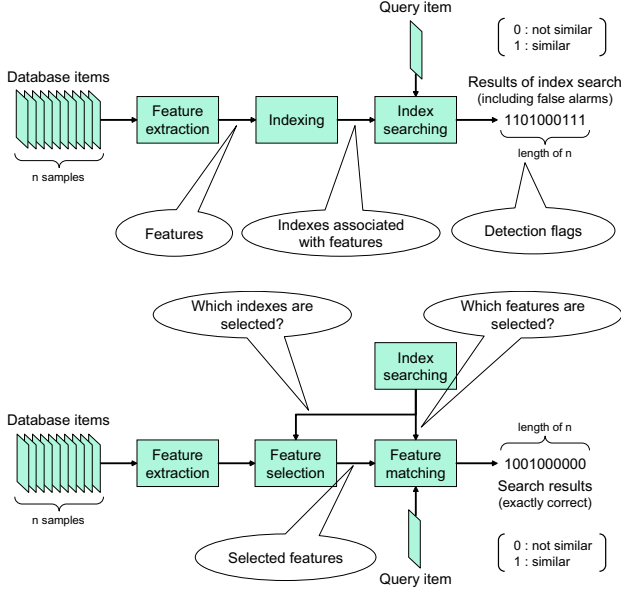 Query item
0 : not similar
1 : similar
Database items
Results of index search
(including false alarms)
Feature
extraction
Indexing
Index
searching
1101000111
n samples
length of n
Features
Indexes associated
with features
Detection flags
Which indexes are
selected?
Which features are
selected?
Index
searching
Database items
length of n
Feature
extraction
Feature
selection
Feature
matching
1001000000
Search results
(exactly correct)
n samples
Selected features
0 : not similar
1 : similar
Query item